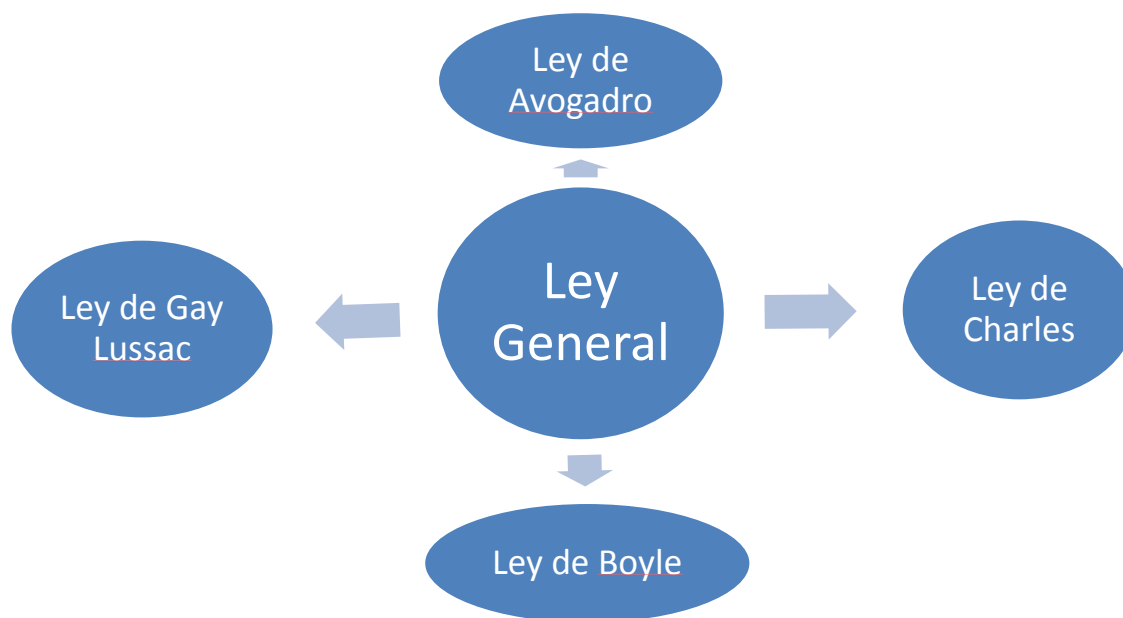 Ley de
Avogadro
Ley de Gay
Lussac
Ley
General
Ley de
Charles
Ley de Boyle